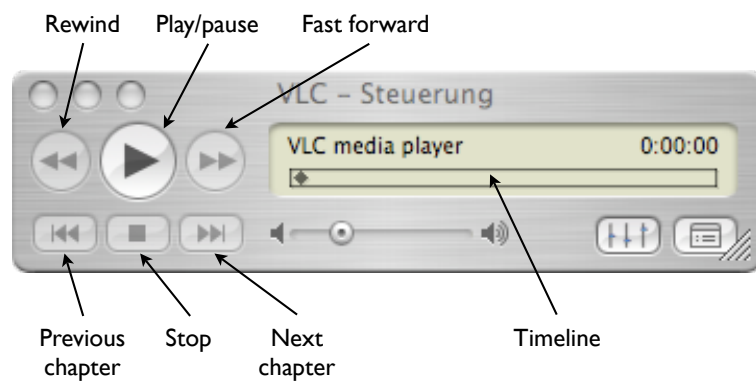 Rewind Play/pause Fast forward
VLC – Steuerung
VLC media player 0:00:00
Previous chapter
Stop
Next chapter
Timeline